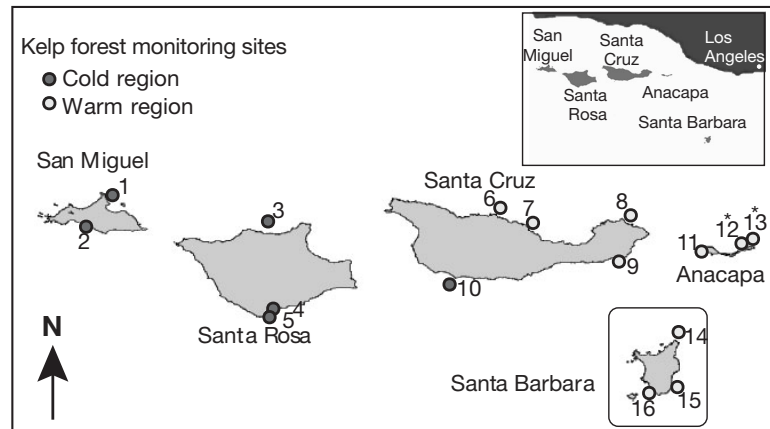 Kelp forest monitoring sites
Cold region
Warm region
San
Miguel
Santa
Cruz
Los
Angeles
Santa
Rosa
Anacapa
Santa Barbara
San Miguel
1
2
3
4
5
Santa Rosa
Santa Cruz
6
7
8
9
10
11
*
12
*
13
Anacapa
N
Santa Barbara
14
15
16